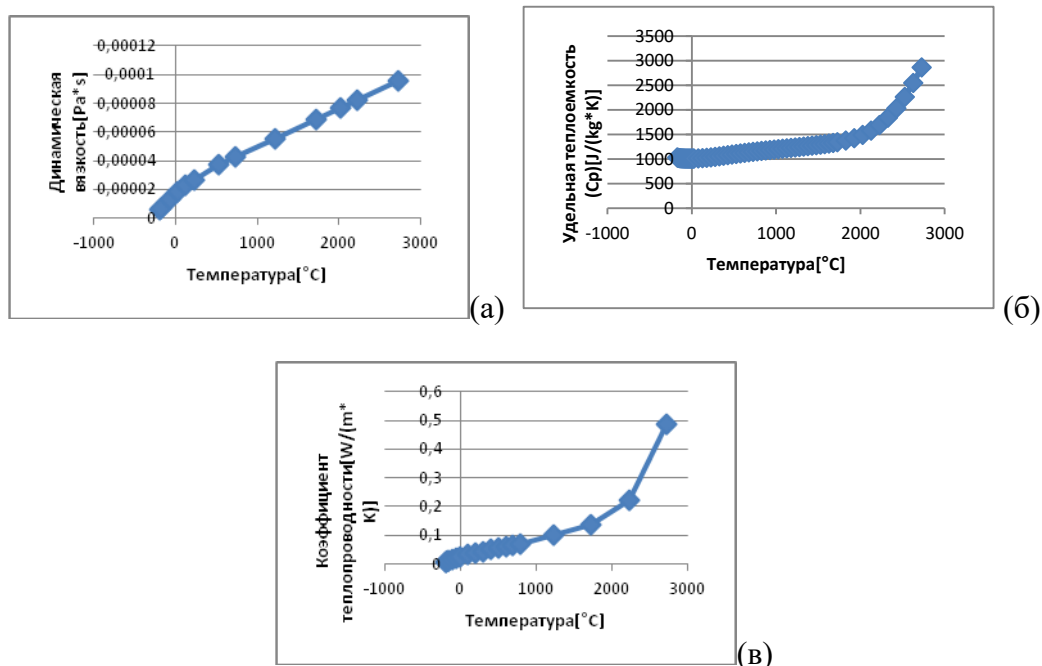 0,00012
0,0001
0,00008
0,00006
0,00004
0,00002
0
-1000 0 1000 2000 3000
Динамическая
вязкость[Pa*s]
Температура[°C]
(а)
3500
3000
2500
2000
1500
1000
500
0
-1000 0 1000 2000 3000
Удельная теплоемкость
(Cp)[J/(kg*K)]
Температура[°C]
(б)
0,6
0,5
0,4
0,3
0,2
0,1
0
-1000 0 1000 2000 3000
Коэффициент
теплопроводности[W/(m*
K)]
Температура[°C]
(в)